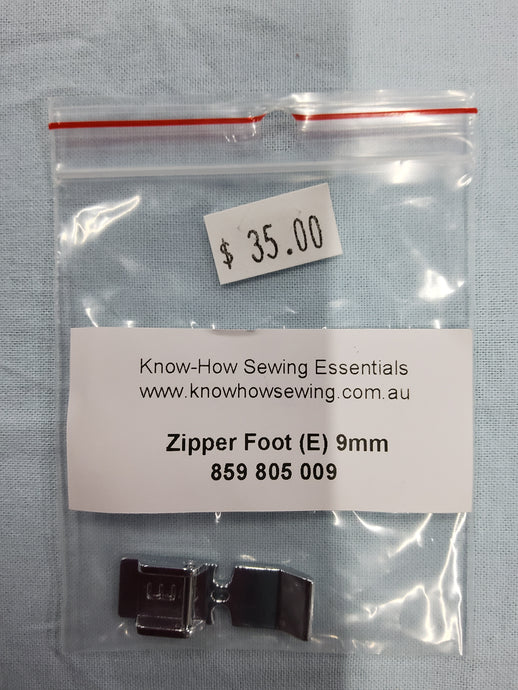 $ 35.00
Know-How Sewing Essentials
www.knowhowsewing.com.au
Zipper Foot (E) 9mm
859 805 009
E